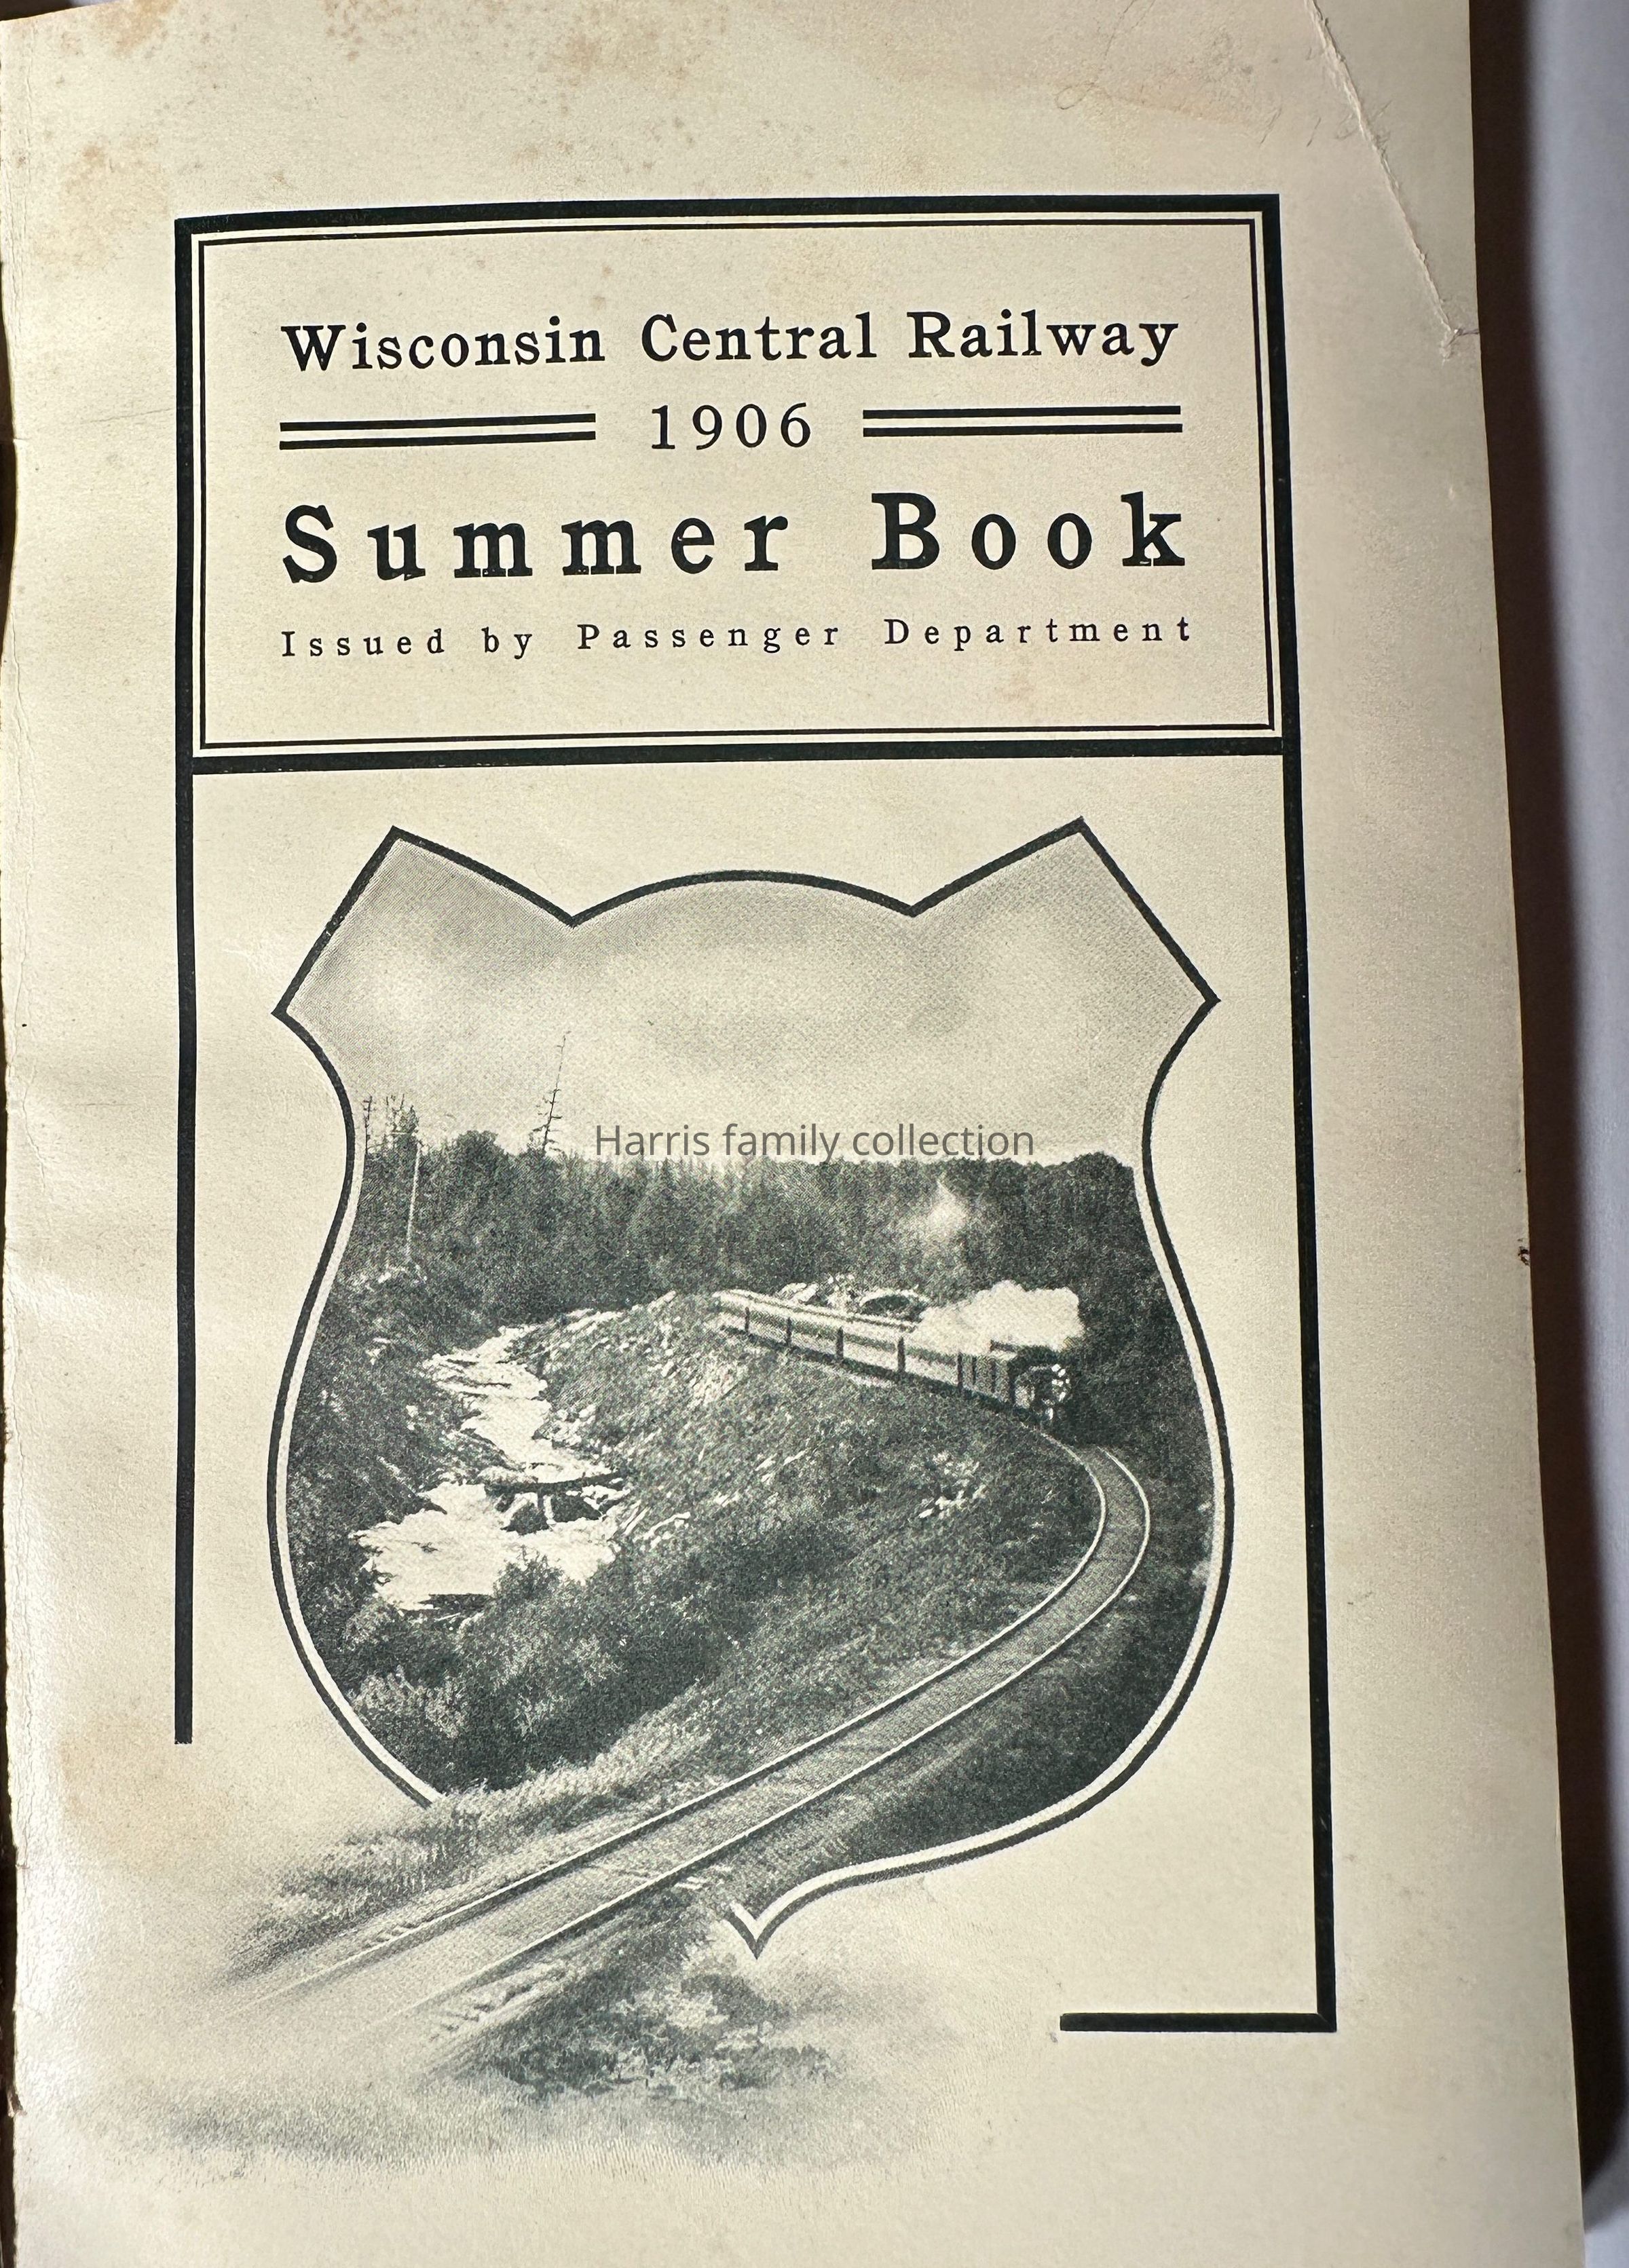 Wisconsin Central Railway
1906
Summer Book
Issued by Passenger Department
Harris family collection